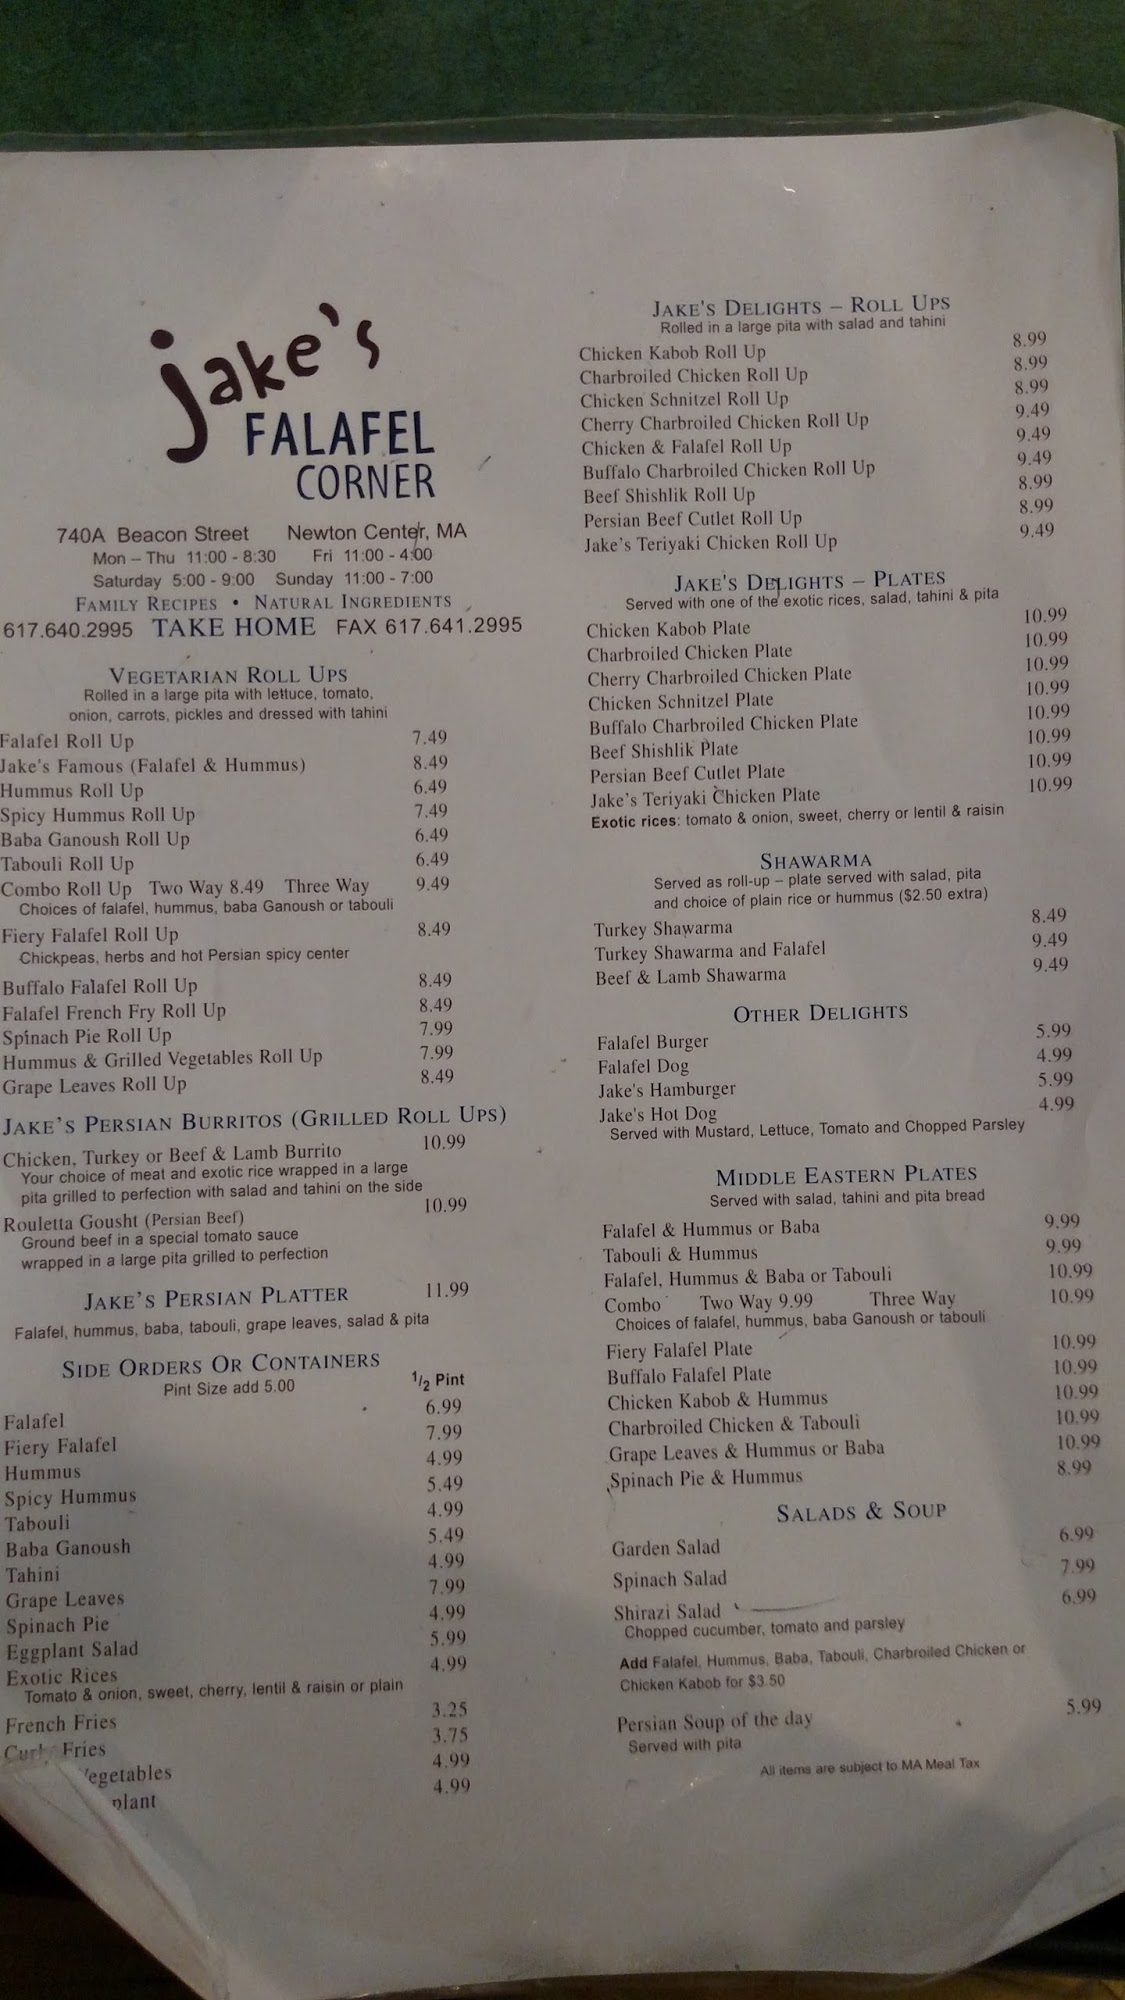 jake's
FALAFEL
CORNER
740A Beacon Street Newton Center, MA
Mon – Thu 11:00 - 8:30 Fri 11:00 - 4:00
Saturday 5:00 - 9:00 Sunday 11:00 - 7:00
FAMILY RECIPES • NATURAL INGREDIENTS
617.640.2995 TAKE HOME FAX 617.641.2995
VEGETARIAN ROLL UPS
Rolled in a large pita with lettuce, tomato,
onion, carrots, pickles and dressed with tahini
Falafel Roll Up 7.49
Jake's Famous (Falafel & Hummus) 8.49
Hummus Roll Up 6.49
Spicy Hummus Roll Up 7.49
Baba Ganoush Roll Up 6.49
Tabouli Roll Up 6.49
Combo Roll Up Two Way 8.49 Three Way 9.49
Choices of falafel, hummus, baba Ganoush or tabouli
Fiery Falafel Roll Up 8.49
Chickpeas, herbs and hot Persian spicy center
Buffalo Falafel Roll Up 8.49
Falafel French Fry Roll Up 8.49
Spinach Pie Roll Up 7.99
Hummus & Grilled Vegetables Roll Up 7.99
Grape Leaves Roll Up 8.49
JAKE'S PERSIAN BURRITOS (GRILLED ROLL UPS)
Chicken, Turkey or Beef & Lamb Burrito 10.99
Your choice of meat and exotic rice wrapped in a large
pita grilled to perfection with salad and tahini on the side
Rouletta Gousht (Persian Beef) 10.99
Ground beef in a special tomato sauce
wrapped in a large pita grilled to perfection
JAKE'S PERSIAN PLATTER 11.99
Falafel, hummus, baba, tabouli, grape leaves, salad & pita
SIDE ORDERS OR CONTAINERS
Pint Size add 5.00 1/2 Pint
Falafel 6.99
Fiery Falafel 7.99
Hummus 4.99
Spicy Hummus 5.49
Tabouli 4.99
Baba Ganoush 5.49
Tahini 4.99
Grape Leaves 7.99
Spinach Pie 4.99
Eggplant Salad 5.99
Exotic Rices 4.99
Tomato & onion, sweet, cherry, lentil & raisin or plain
French Fries 3.25
Curly Fries 3.75
Vegetables 4.99
plant 4.99
JAKE'S DELIGHTS – ROLL UPS
Rolled in a large pita with salad and tahini
Chicken Kabob Roll Up 8.99
Charbroiled Chicken Roll Up 8.99
Chicken Schnitzel Roll Up 8.99
Cherry Charbroiled Chicken Roll Up 9.49
Chicken & Falafel Roll Up 9.49
Buffalo Charbroiled Chicken Roll Up 9.49
Beef Shishlik Roll Up 8.99
Persian Beef Cutlet Roll Up 8.99
Jake's Teriyaki Chicken Roll Up 9.49
JAKE'S DELIGHTS – PLATES
Served with one of the exotic rices, salad, tahini & pita
Chicken Kabob Plate 10.99
Charbroiled Chicken Plate 10.99
Cherry Charbroiled Chicken Plate 10.99
Chicken Schnitzel Plate 10.99
Buffalo Charbroiled Chicken Plate 10.99
Beef Shishlik Plate 10.99
Persian Beef Cutlet Plate 10.99
Jake's Teriyaki Chicken Plate 10.99
Exotic rices: tomato & onion, sweet, cherry or lentil & raisin
SHAWARMA
Served as roll-up – plate served with salad, pita
and choice of plain rice or hummus ($2.50 extra)
Turkey Shawarma 8.49
Turkey Shawarma and Falafel 9.49
Beef & Lamb Shawarma 9.49
OTHER DELIGHTS
Falafel Burger 5.99
Falafel Dog 4.99
Jake's Hamburger 5.99
Jake's Hot Dog 4.99
Served with Mustard, Lettuce, Tomato and Chopped Parsley
MIDDLE EASTERN PLATES
Served with salad, tahini and pita bread
Falafel & Hummus or Baba 9.99
Tabouli & Hummus 9.99
Falafel, Hummus & Baba or Tabouli 10.99
Combo Two Way 9.99 Three Way 10.99
Choices of falafel, hummus, baba Ganoush or tabouli
Fiery Falafel Plate 10.99
Buffalo Falafel Plate 10.99
Chicken Kabob & Hummus 10.99
Charbroiled Chicken & Tabouli 10.99
Grape Leaves & Hummus or Baba 10.99
Spinach Pie & Hummus 8.99
SALADS & SOUP
Garden Salad 6.99
Spinach Salad 7.99
Shirazi Salad 6.99
Chopped cucumber, tomato and parsley
Add Falafel, Hummus, Baba, Tabouli, Charbroiled Chicken or
Chicken Kabob for $3.50
Persian Soup of the day 5.99
Served with pita
All items are subject to MA Meal Tax